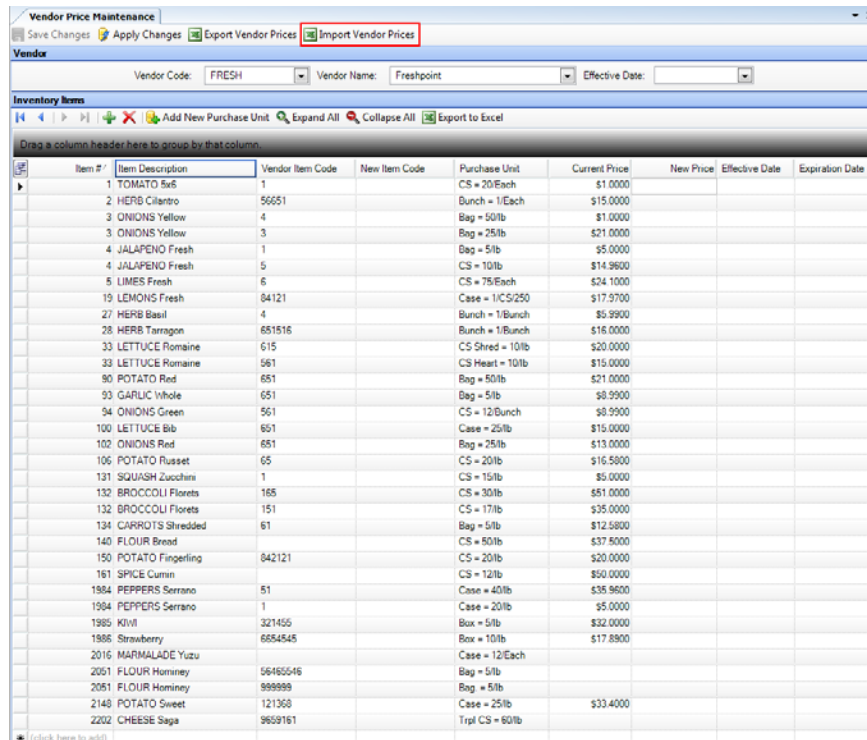 Vendor Price Maintenance
Save Changes Apply Changes Export Vendor Prices Import Vendor Prices
Vendor
Vendor Code: FRESH Vendor Name: Freshpoint Effective Date:
Inventory Items
Add New Purchase Unit Expand All Collapse All Export to Excel
Drag a column header here to group by that column.
Item # Item Description Vendor Item Code New Item Code Purchase Unit Current Price New Price Effective Date Expiration Date
1 TOMATO 5x6 1 CS = 20/Each $1.0000
2 HERB Cilantro 56651 Bunch = 1/Each $15.0000
3 ONIONS Yellow 4 Bag = 50/lb $1.0000
3 ONIONS Yellow 3 Bag = 25/lb $21.0000
4 JALAPENO Fresh 1 Bag = 5/lb $5.0000
4 JALAPENO Fresh 5 CS = 10/lb $14.9600
5 LIMES Fresh 6 CS = 75/Each $24.1000
19 LEMONS Fresh 84121 Case = 1/CS/250 $17.9700
27 HERB Basil 4 Bunch = 1/Bunch $5.9900
28 HERB Tarragon 651516 Bunch = 1/Bunch $16.0000
33 LETTUCE Romaine 615 CS Shred = 10/lb $20.0000
33 LETTUCE Romaine 561 CS Heart = 10/lb $15.0000
90 POTATO Red 651 Bag = 50/lb $21.0000
93 GARLIC Whole 651 Bag = 5/lb $8.9900
94 ONIONS Green 561 CS = 12/Bunch $8.9900
100 LETTUCE Bib 651 Case = 25/lb $15.0000
102 ONIONS Red 651 Bag = 25/lb $13.0000
106 POTATO Russet 65 CS = 20/lb $16.5800
131 SQUASH Zucchini 1 CS = 15/lb $5.0000
132 BROCCOLI Florets 165 CS = 30/lb $51.0000
132 BROCCOLI Florets 151 CS = 17/lb $35.0000
134 CARROTS Shredded 61 Bag = 5/lb $12.5800
140 FLOUR Bread CS = 50/lb $37.5000
150 POTATO Fingerling 842121 CS = 20/lb $20.0000
161 SPICE Cumin CS = 12/lb $50.0000
1984 PEPPERS Serrano 51 Case = 40/lb $35.9600
1984 PEPPERS Serrano 1 Case = 20/lb $5.0000
1985 KIWI 321455 Box = 5/lb $32.0000
1986 Strawberry 6654545 Box = 10/lb $17.8900
2016 MARMALADE Yuzu Case = 12/Each
2051 FLOUR Hominey 56465546 Bag = 5/lb
2051 FLOUR Hominey 999999 Bag. = 5/lb
2148 POTATO Sweet 121368 Case = 25/lb $33.4000
2202 CHEESE Saga 9659161 Trpl CS = 60/lb
(click here to add)